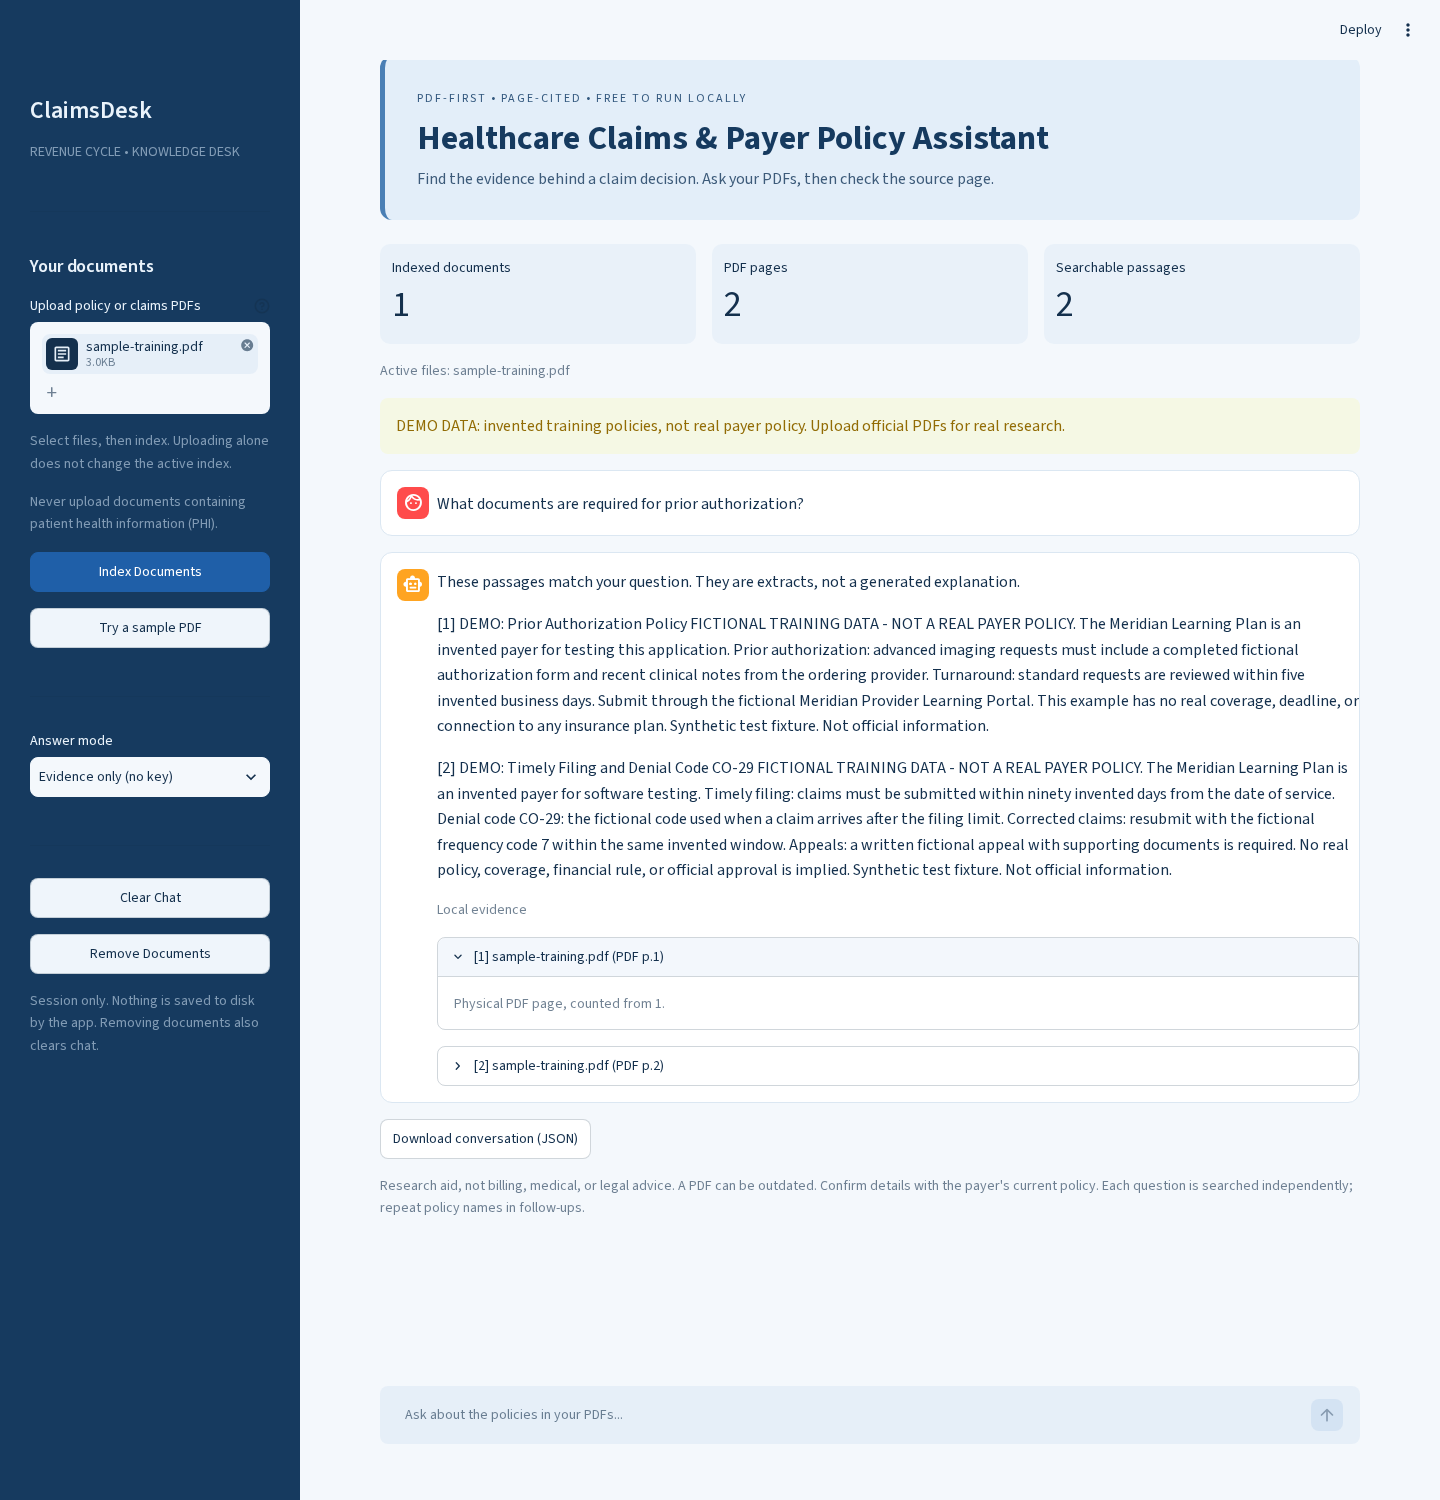 Deploy
ClaimsDesk
REVENUE CYCLE • KNOWLEDGE DESK
Your documents
Upload policy or claims PDFs
sample-training.pdf
3.0KB
+
Select files, then index. Uploading alone
does not change the active index.
Never upload documents containing
patient health information (PHI).
Index Documents
Try a sample PDF
Answer mode
Evidence only (no key)
Clear Chat
Remove Documents
Session only. Nothing is saved to disk
by the app. Removing documents also
clears chat.
PDF-FIRST • PAGE-CITED • FREE TO RUN LOCALLY
Healthcare Claims & Payer Policy Assistant
Find the evidence behind a claim decision. Ask your PDFs, then check the source page.
Indexed documents
1
PDF pages
2
Searchable passages
2
Active files: sample-training.pdf
DEMO DATA: invented training policies, not real payer policy. Upload official PDFs for real research.
What documents are required for prior authorization?
These passages match your question. They are extracts, not a generated explanation.
[1] DEMO: Prior Authorization Policy FICTIONAL TRAINING DATA - NOT A REAL PAYER POLICY. The Meridian Learning Plan is an
invented payer for testing this application. Prior authorization: advanced imaging requests must include a completed fictional
authorization form and recent clinical notes from the ordering provider. Turnaround: standard requests are reviewed within five
invented business days. Submit through the fictional Meridian Provider Learning Portal. This example has no real coverage, deadline, or
connection to any insurance plan. Synthetic test fixture. Not official information.
[2] DEMO: Timely Filing and Denial Code CO-29 FICTIONAL TRAINING DATA - NOT A REAL PAYER POLICY. The Meridian Learning Plan is
an invented payer for software testing. Timely filing: claims must be submitted within ninety invented days from the date of service.
Denial code CO-29: the fictional code used when a claim arrives after the filing limit. Corrected claims: resubmit with the fictional
frequency code 7 within the same invented window. Appeals: a written fictional appeal with supporting documents is required. No real
policy, coverage, financial rule, or official approval is implied. Synthetic test fixture. Not official information.
Local evidence
[1] sample-training.pdf (PDF p.1)
Physical PDF page, counted from 1.
[2] sample-training.pdf (PDF p.2)
Download conversation (JSON)
Research aid, not billing, medical, or legal advice. A PDF can be outdated. Confirm details with the payer's current policy. Each question is searched independently;
repeat policy names in follow-ups.
Ask about the policies in your PDFs...